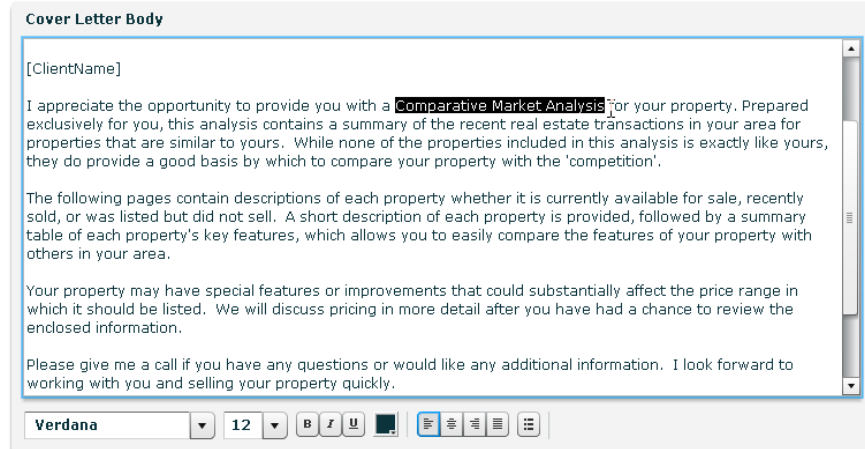 Cover Letter Body
[ClientName]
I appreciate the opportunity to provide you with a Comparative Market Analysis for your property. Prepared
exclusively for you, this analysis contains a summary of the recent real estate transactions in your area for
properties that are similar to yours.  While none of the properties included in this analysis is exactly like yours,
they do provide a good basis by which to compare your property with the 'competition'.
The following pages contain descriptions of each property whether it is currently available for sale, recently
sold, or was listed but did not sell.  A short description of each property is provided, followed by a summary
table of each property's key features, which allows you to easily compare the features of your property with
others in your area.
Your property may have special features or improvements that could substantially affect the price range in
which it should be listed.  We will discuss pricing in more detail after you have had a chance to review the
enclosed information.
Please give me a call if you have any questions or would like any additional information.  I look forward to
working with you and selling your property quickly.
Verdana 12 B I U